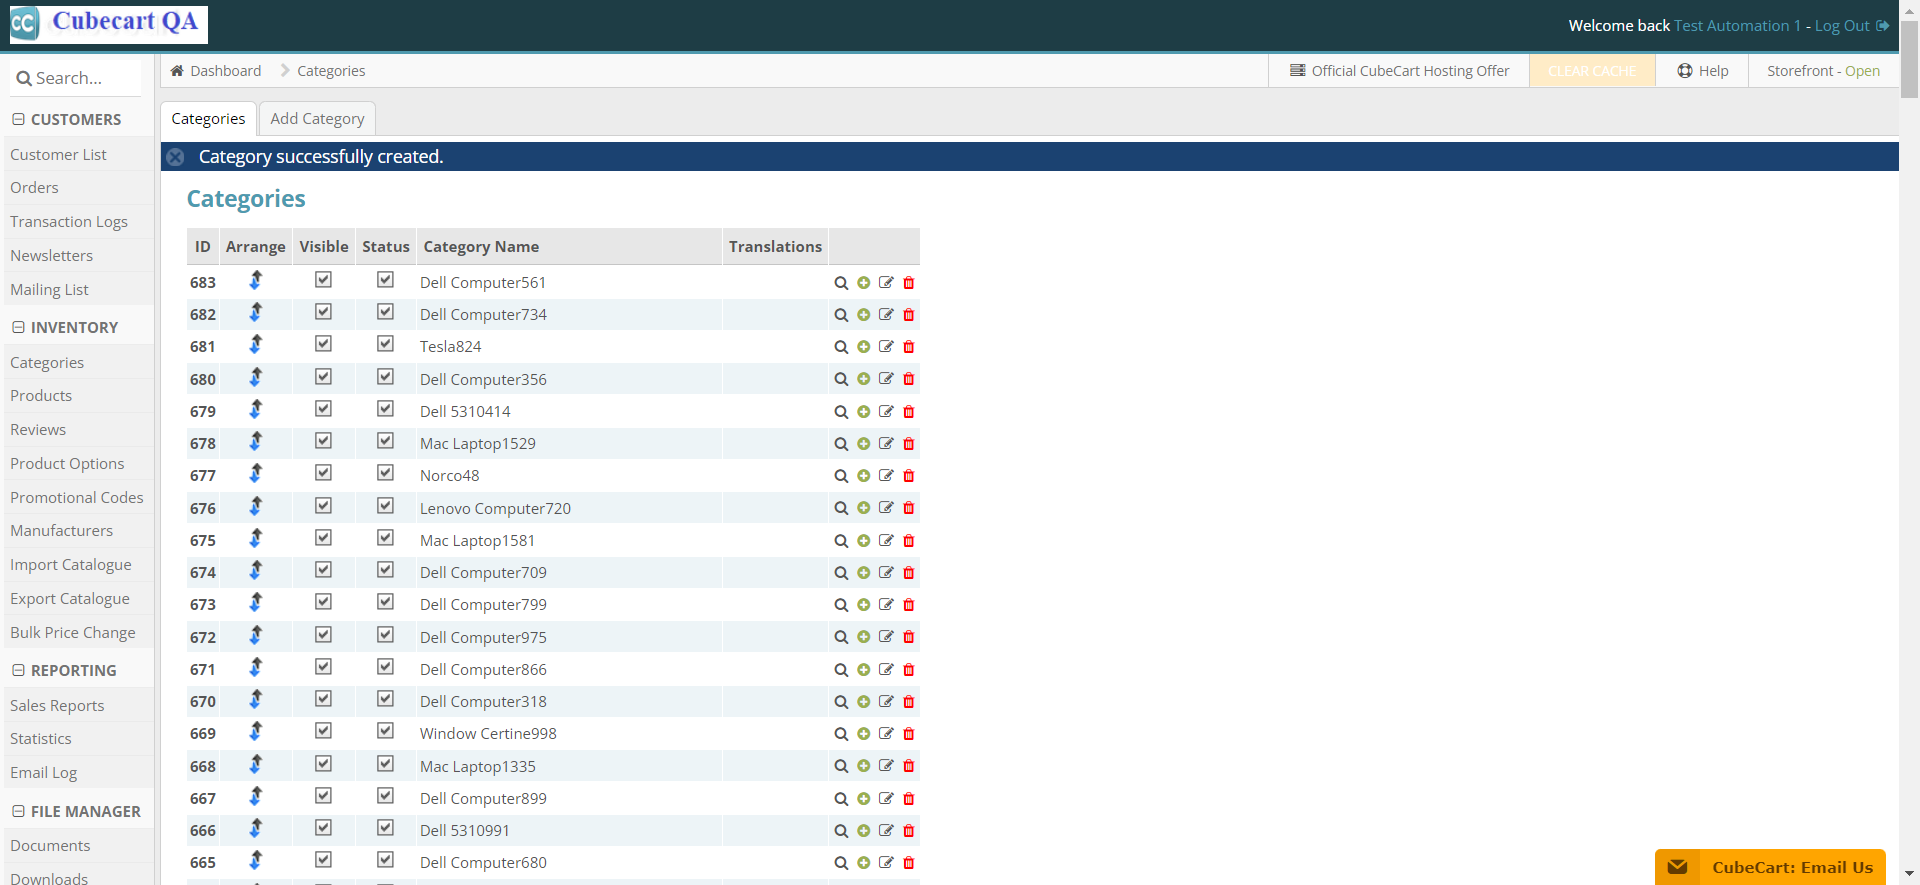 CC Cubecart QA
Welcome back Test Automation 1 - Log Out
Search...
Dashboard Categories
Official CubeCart Hosting Offer
CLEAR CACHE
Help
Storefront - Open
CUSTOMERS
Customer List
Orders
Transaction Logs
Newsletters
Mailing List
INVENTORY
Categories
Products
Reviews
Product Options
Promotional Codes
Manufacturers
Import Catalogue
Export Catalogue
Bulk Price Change
REPORTING
Sales Reports
Statistics
Email Log
FILE MANAGER
Documents
Downloads
Categories Add Category
Category successfully created.
Categories
ID Arrange Visible Status Category Name Translations
683 Dell Computer561
682 Dell Computer734
681 Tesla824
680 Dell Computer356
679 Dell 5310414
678 Mac Laptop1529
677 Norco48
676 Lenovo Computer720
675 Mac Laptop1581
674 Dell Computer709
673 Dell Computer799
672 Dell Computer975
671 Dell Computer866
670 Dell Computer318
669 Window Certine998
668 Mac Laptop1335
667 Dell Computer899
666 Dell 5310991
665 Dell Computer680
CubeCart: Email Us